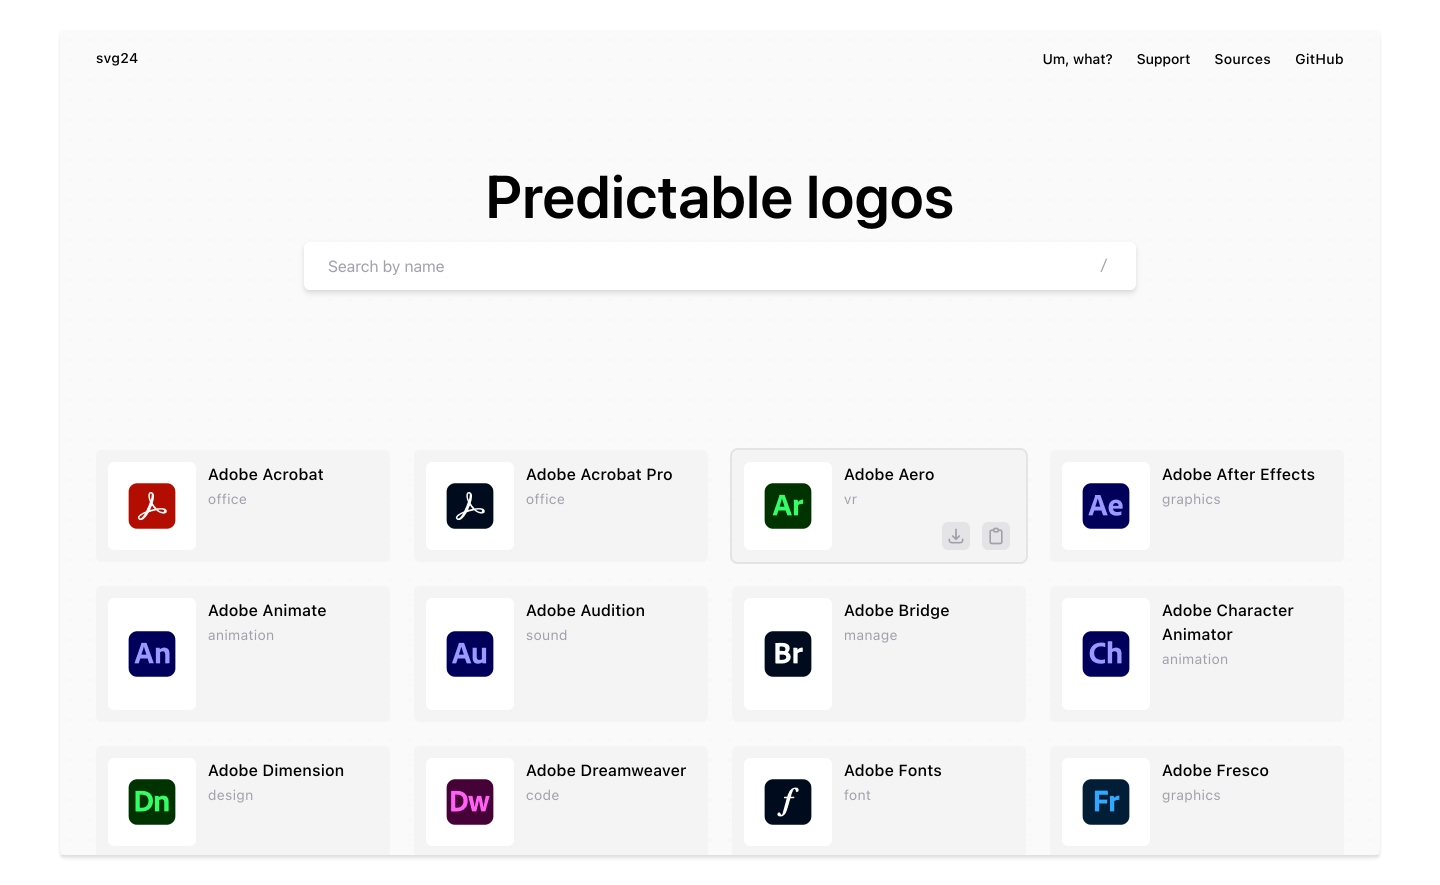 svg24
Um, what? Support Sources GitHub
Predictable logos
Search by name /
Adobe Acrobat
office
Adobe Acrobat Pro
office
Ar
Adobe Aero
vr
Ae
Adobe After Effects
graphics
An
Adobe Animate
animation
Au
Adobe Audition
sound
Br
Adobe Bridge
manage
Ch
Adobe Character
Animator
animation
Dn
Adobe Dimension
design
Dw
Adobe Dreamweaver
code
f
Adobe Fonts
font
Fr
Adobe Fresco
graphics